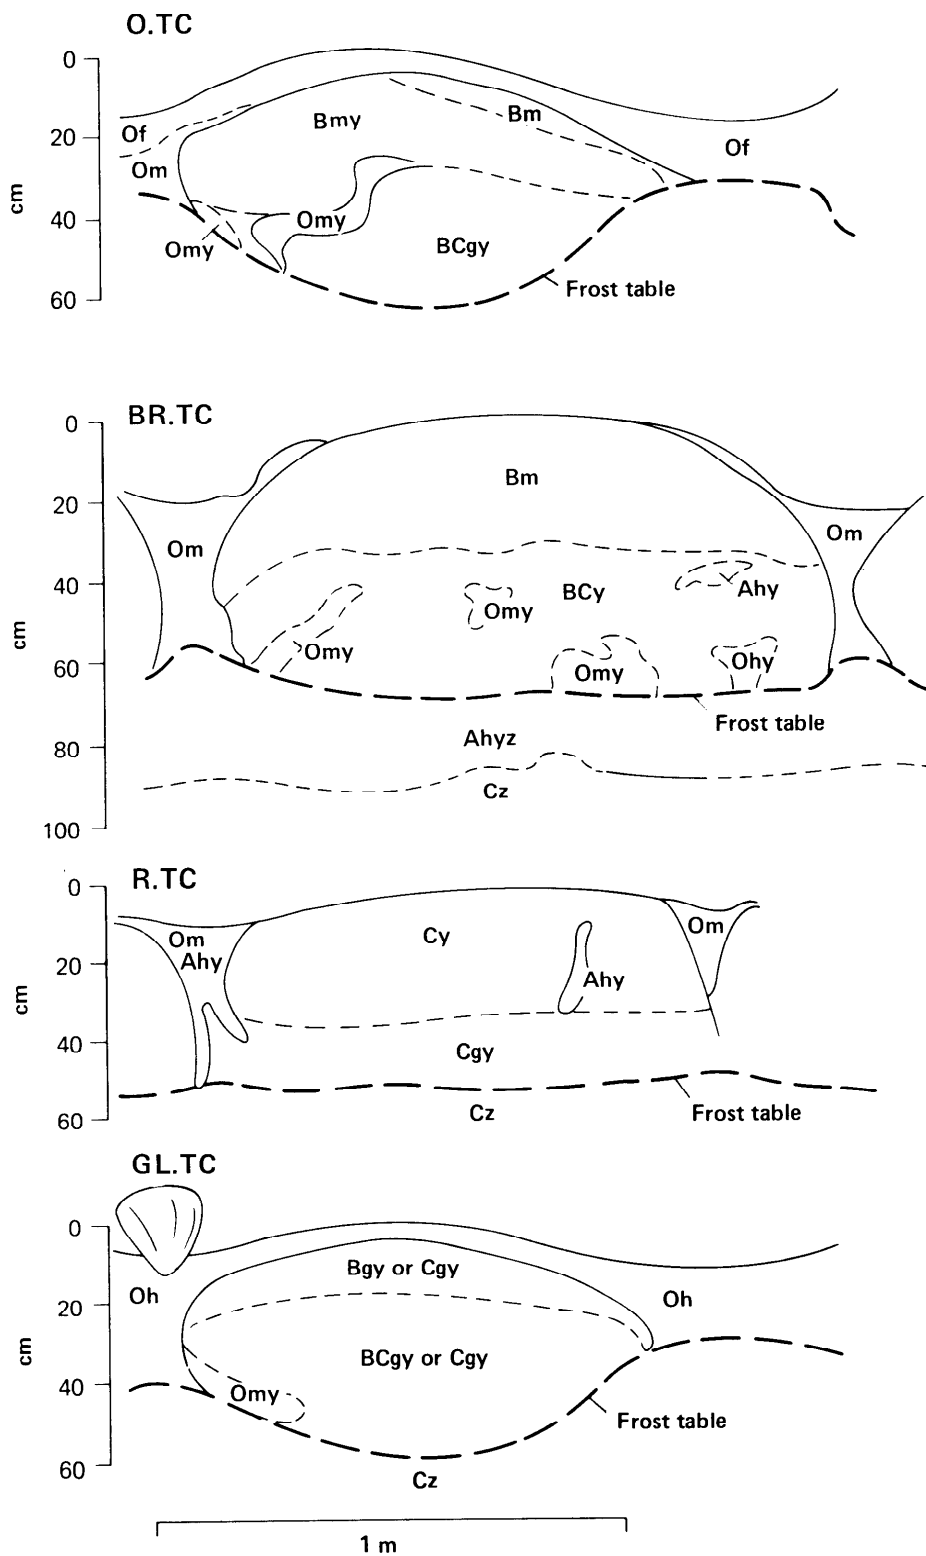 O.TC
0
20
40
60
cm
Of
Om
Bmy
Bm
Of
Omy
Omy
BCgy
Frost table
BR.TC
0
20
40
60
80
100
cm
Om
Bm
Om
BCy
Ahy
Omy
Omy
Omy
Ohy
Frost table
Ahyz
Cz
R.TC
0
20
40
60
cm
Om
Ahy
Cy
Om
Ahy
Cgy
Frost table
Cz
GL.TC
0
20
40
60
cm
Oh
Bgy or Cgy
Oh
BCgy or Cgy
Omy
Frost table
Cz
1 m